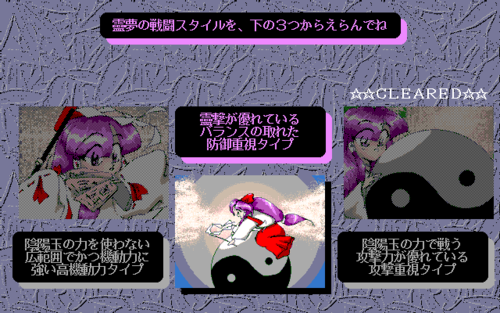 霊夢の戦闘スタイルを、下の3つからえらんでね
☆☆CLEARED☆☆
霊撃が優れている
バランスの取れた
防御重視タイプ
陰陽玉の力を使わない
広範囲でかつ機動力に
強い高機動力タイプ
陰陽玉の力で戦う
攻撃力が優れている
攻撃重視タイプ